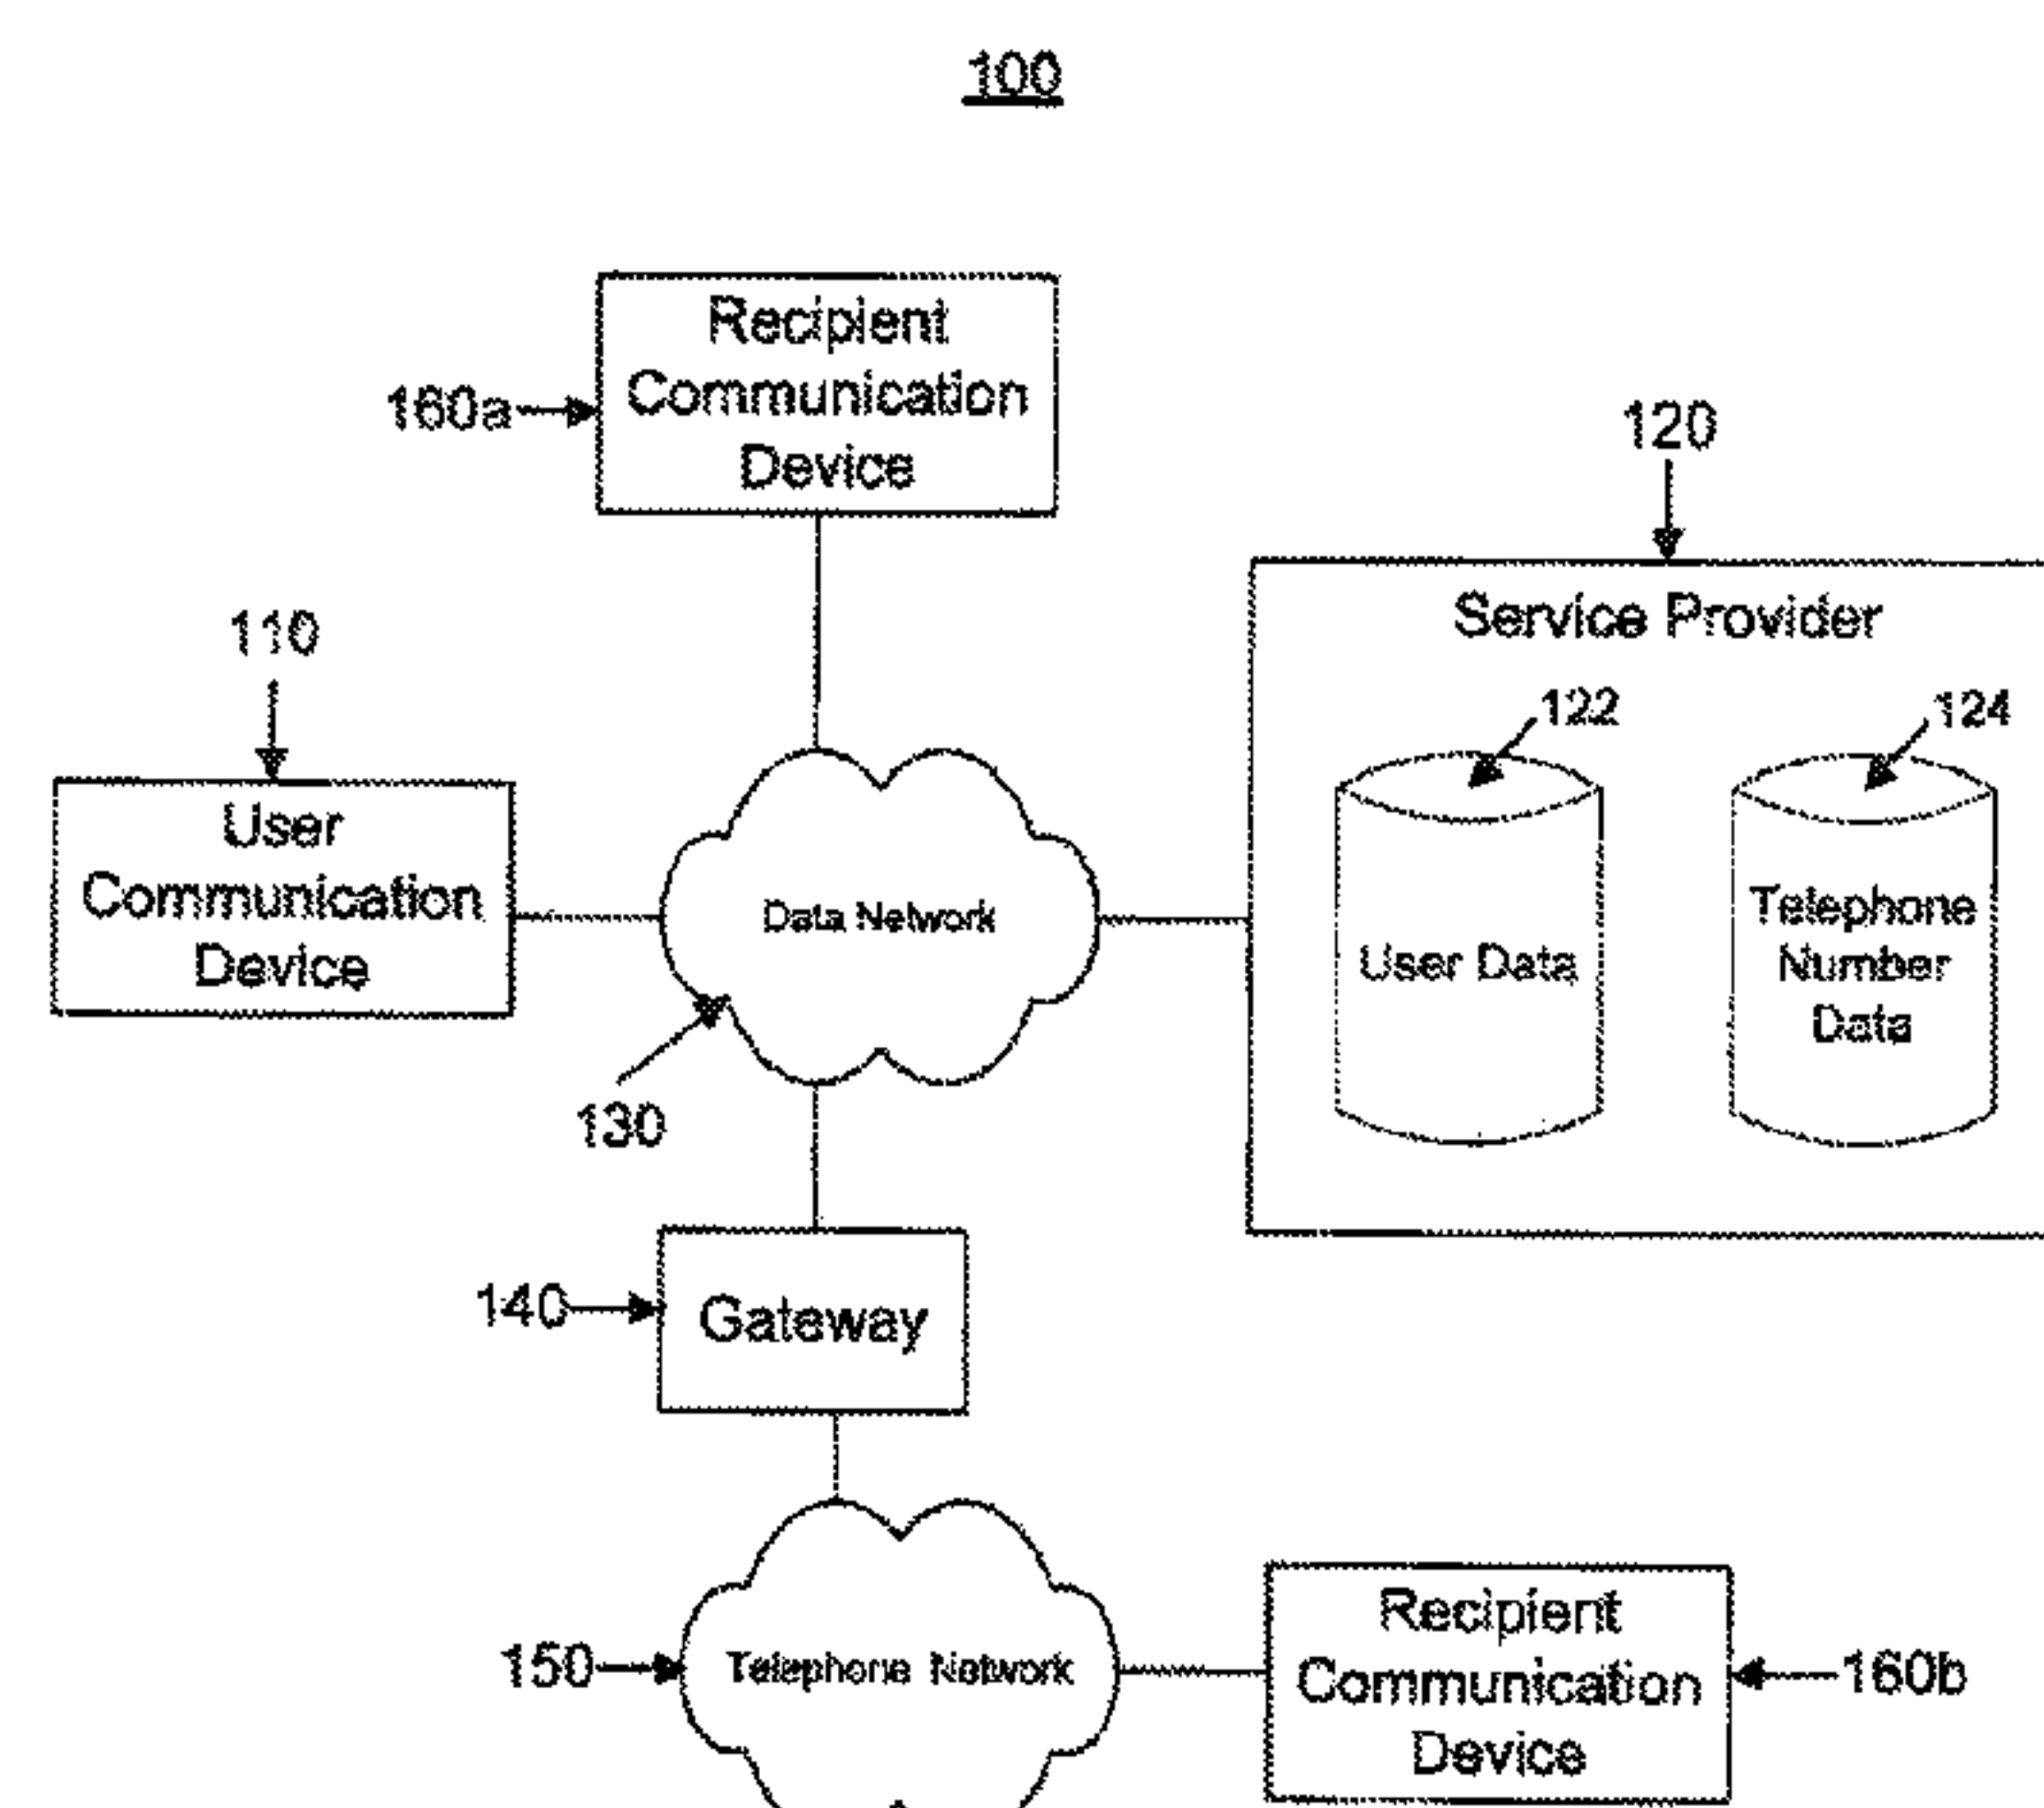 100
Recipient
Communication
Device
160a
120
Service Provider
110
122
124
User
Communication
Device
Data Network
User Data
Telephone
Number
Data
130
140
Gateway
150
Telephone Network
Recipient
Communication
Device
160b